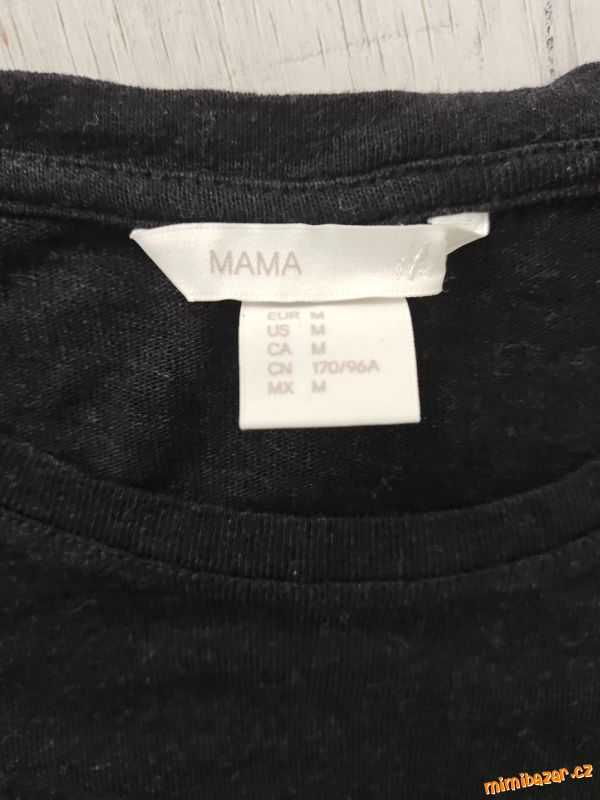 MAMA
EUR M
US M
CA M
CN 170/96A
MX M
mimibazar.cz